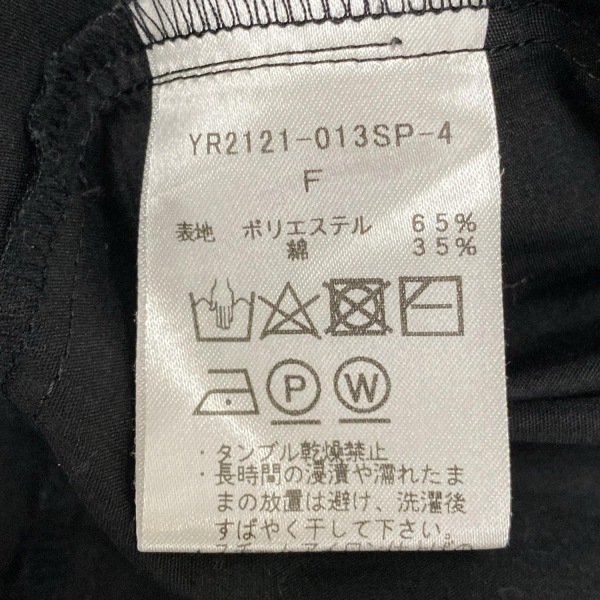 YR2121-013SP-4
F
表地 ポリエステル 65%
綿 35%
P W
・タンブル乾燥禁止
・長時間の浸漬や濡れたま
まの放置は避け、洗濯後
すばやく干して下さい。